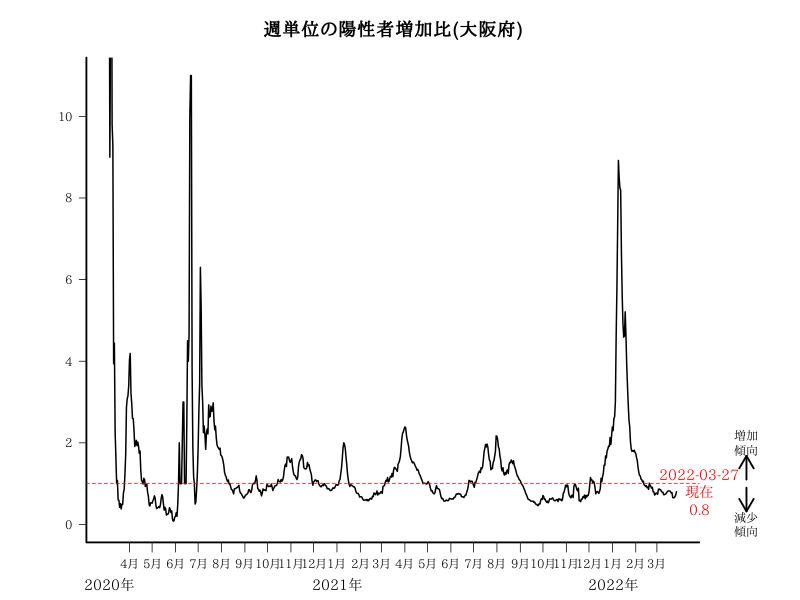 週単位の陽性者増加比(大阪府)
10
8
6
4
2
0
増加
傾向
2022-03-27
現在
0.8
減少
傾向
4月 5月 6月 7月 8月 9月 10月 11月 12月 1月 2月 3月 4月 5月 6月 7月 8月 9月 10月 11月 12月 1月 2月 3月
2020年 2021年 2022年